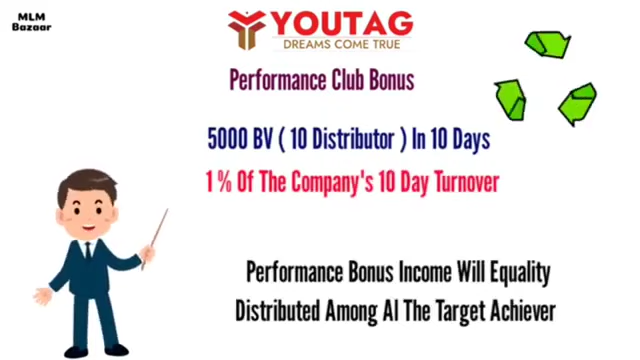 MLM
Bazaar
YOUTAG
DREAMS COME TRUE
Performance Club Bonus
5000 BV ( 10 Distributor ) In 10 Days
1 % Of The Company's 10 Day Turnover
Performance Bonus Income Will Equality
Distributed Among Al The Target Achiever